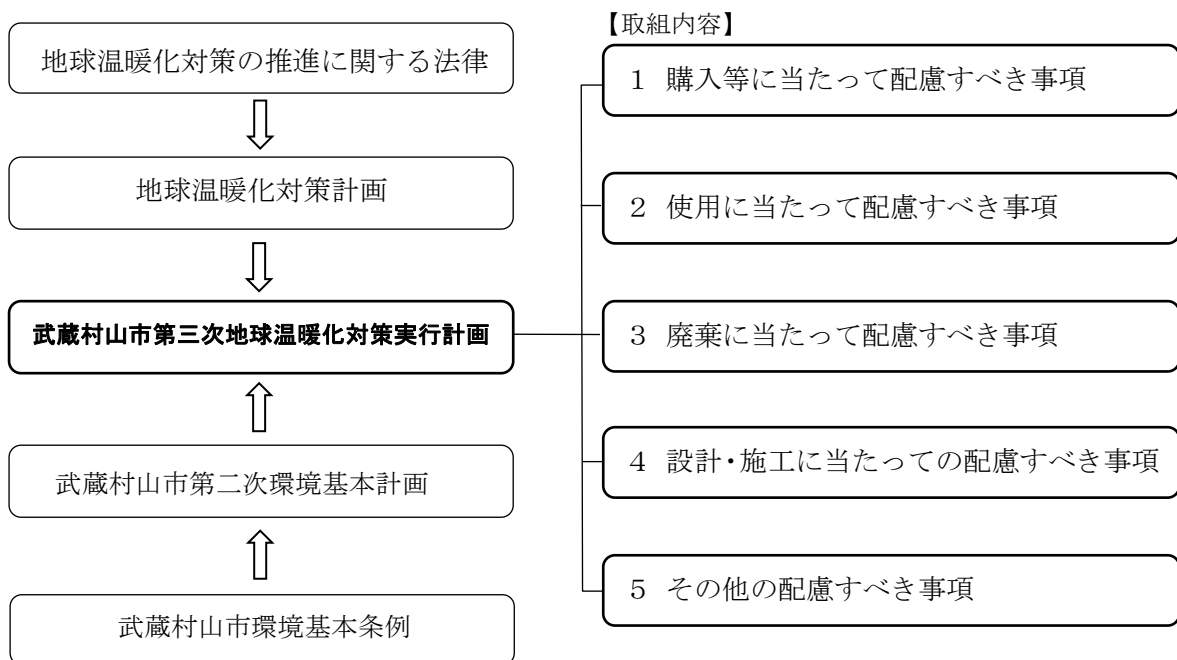 地球温暖化対策の推進に関する法律
地球温暖化対策計画
武蔵村山市第三次地球温暖化対策実行計画
武蔵村山市第二次環境基本計画
武蔵村山市環境基本条例
【取組内容】
1 購入等に当たって配慮すべき事項
2 使用に当たって配慮すべき事項
3 廃棄に当たって配慮すべき事項
4 設計・施工に当たっての配慮すべき事項
5 その他の配慮すべき事項